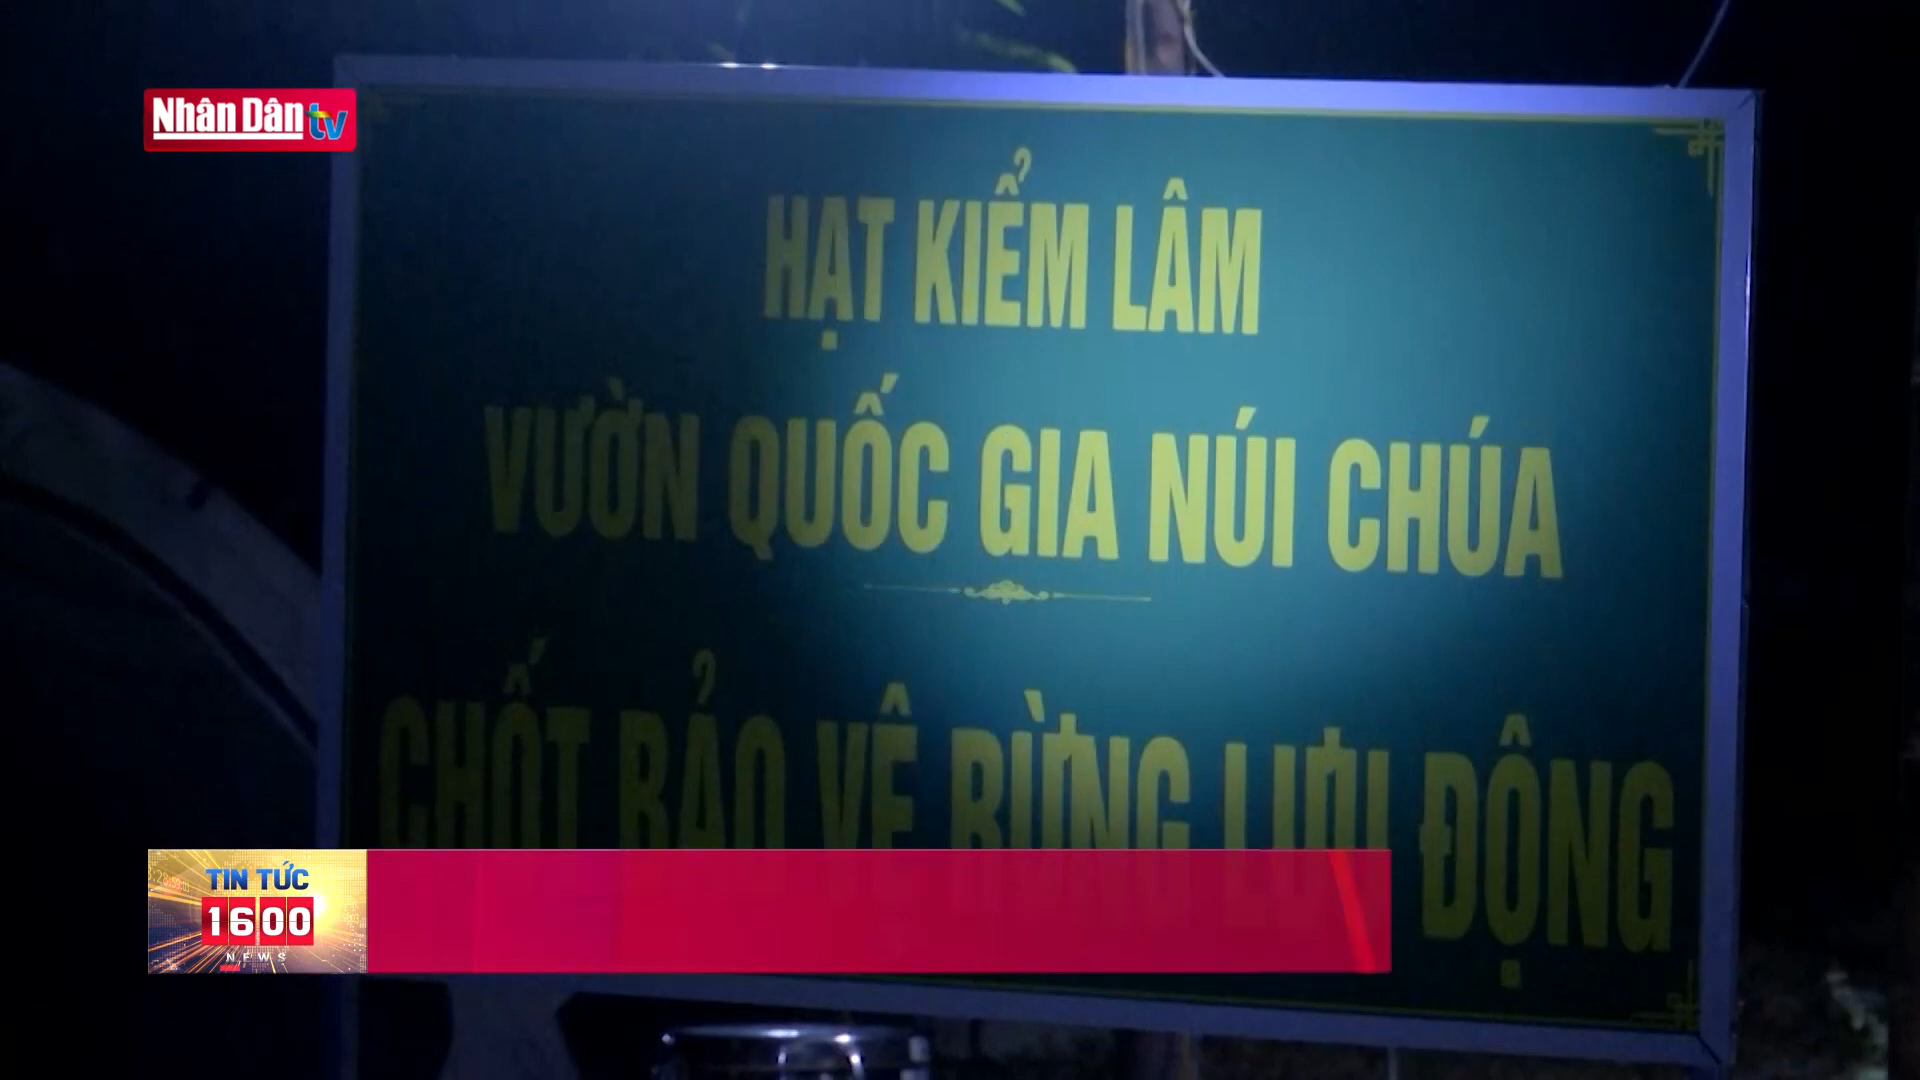 Nhân Dân tv
HẠT KIỂM LÂM
VƯỜN QUỐC GIA NÚI CHÚA
CHỐT BẢO VỆ RỪNG LƯU ĐỘNG
TIN TỨC
1600
NEWS